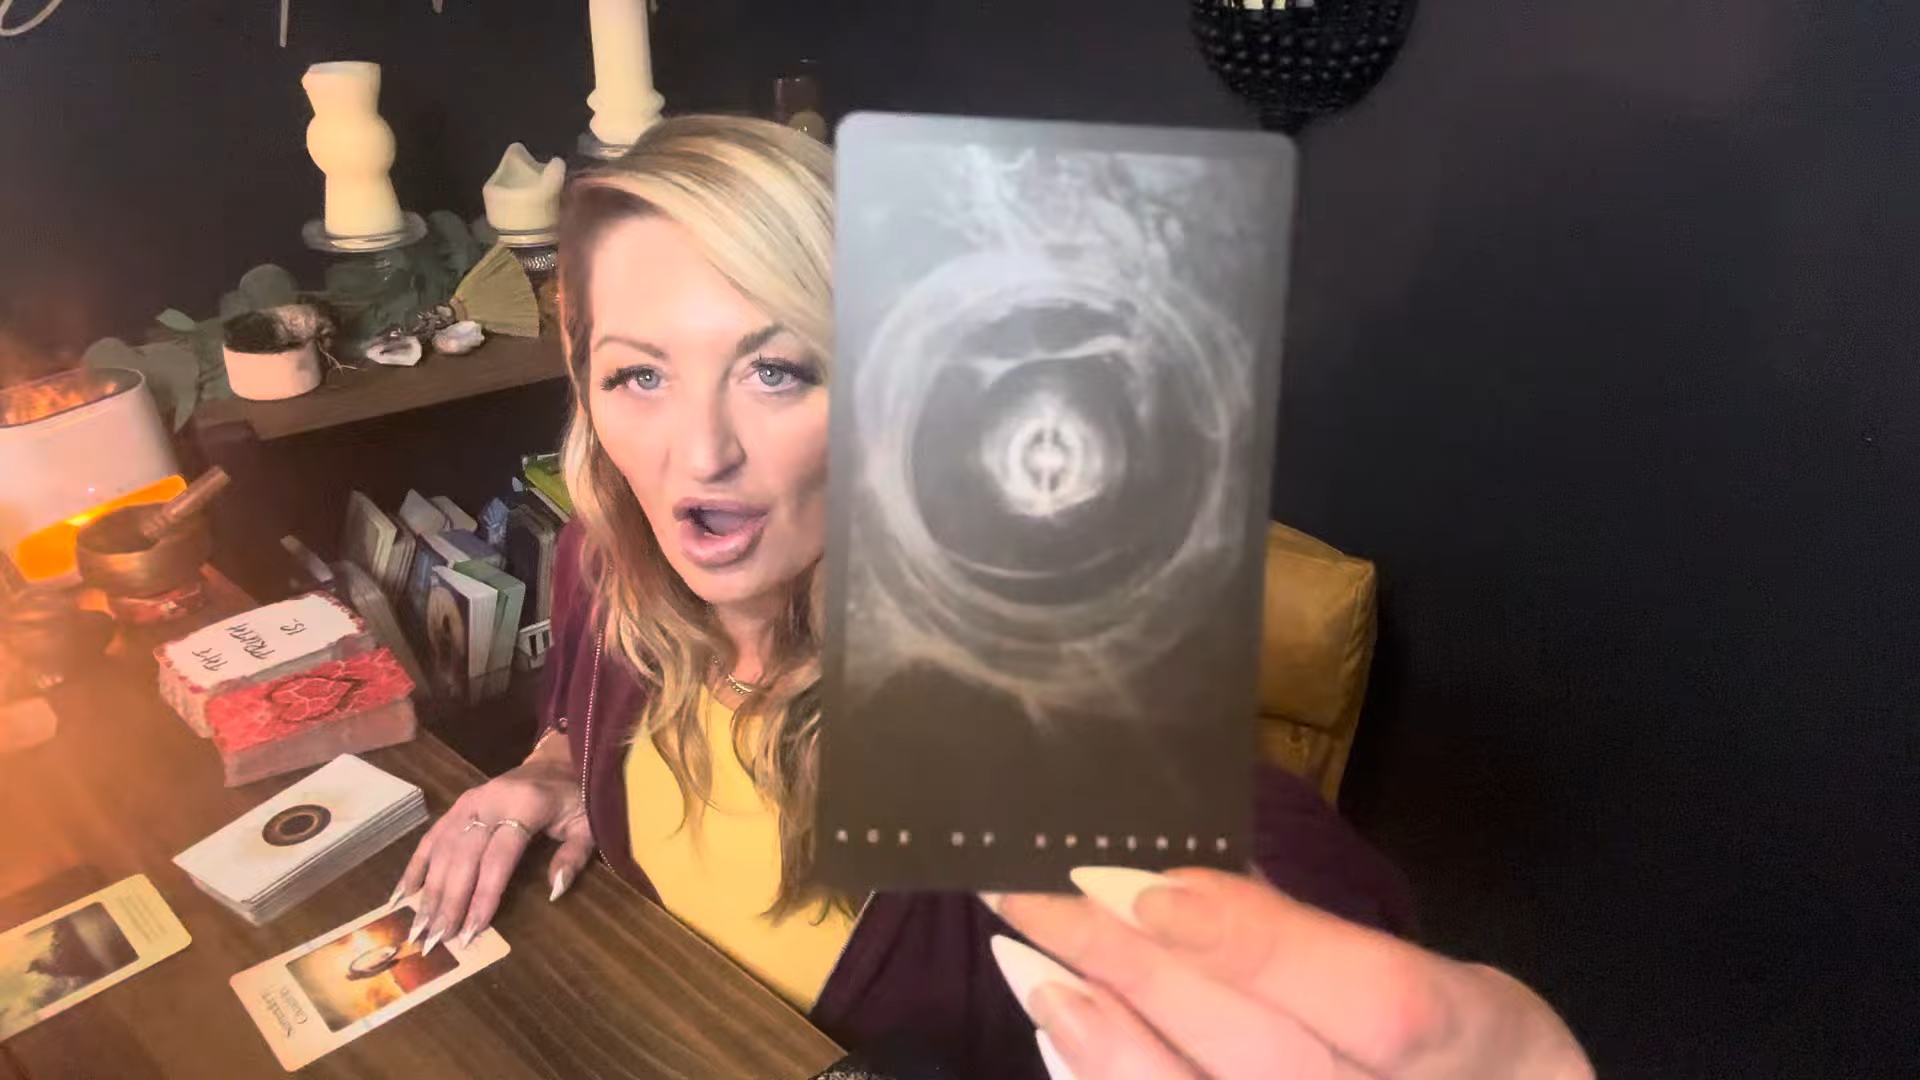 ACE OF SPHERES
THE
TRUTH
IS.